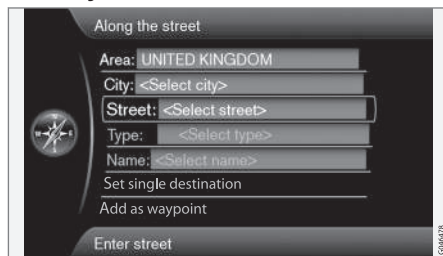 Along the street
Area: UNITED KINGDOM
City: <Select city>
Street: <Select street>
Type: <Select type>
Name: <Select name>
Set single destination
Add as waypoint
Enter street
G046478